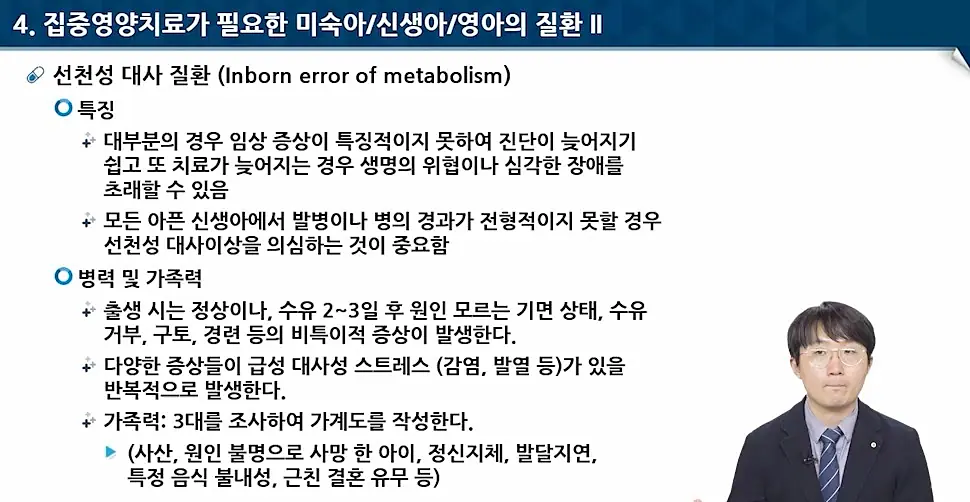 4. 집중영양치료가 필요한 미숙아/신생아/영아의 질환 II
선천성 대사 질환 (Inborn error of metabolism)
특징
대부분의 경우 임상 증상이 특징적이지 못하여 진단이 늦어지기
쉽고 또 치료가 늦어지는 경우 생명의 위협이나 심각한 장애를
초래할 수 있음
모든 아픈 신생아에서 발병이나 병의 경과가 전형적이지 못할 경우
선천성 대사이상을 의심하는 것이 중요함
병력 및 가족력
출생 시는 정상이나, 수유 2~3일 후 원인 모르는 기면 상태, 수유
거부, 구토, 경련 등의 비특이적 증상이 발생한다.
다양한 증상들이 급성 대사성 스트레스 (감염, 발열 등)가 있을
반복적으로 발생한다.
가족력: 3대를 조사하여 가계도를 작성한다.
(사산, 원인 불명으로 사망 한 아이, 정신지체, 발달지연,
특정 음식 불내성, 근친 결혼 유무 등)